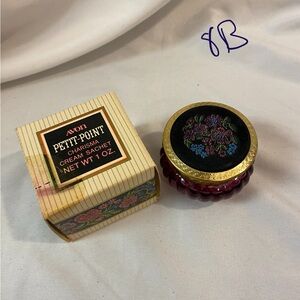 8B
AVON
PETIT·POINT
CHARISMA
CREAM SACHET
NET WT 1 OZ.